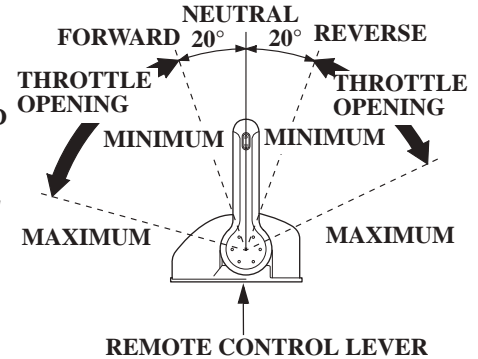 NEUTRAL
FORWARD 20° 20° REVERSE
THROTTLE OPENING
THROTTLE OPENING
MINIMUM MINIMUM
MAXIMUM MAXIMUM
REMOTE CONTROL LEVER